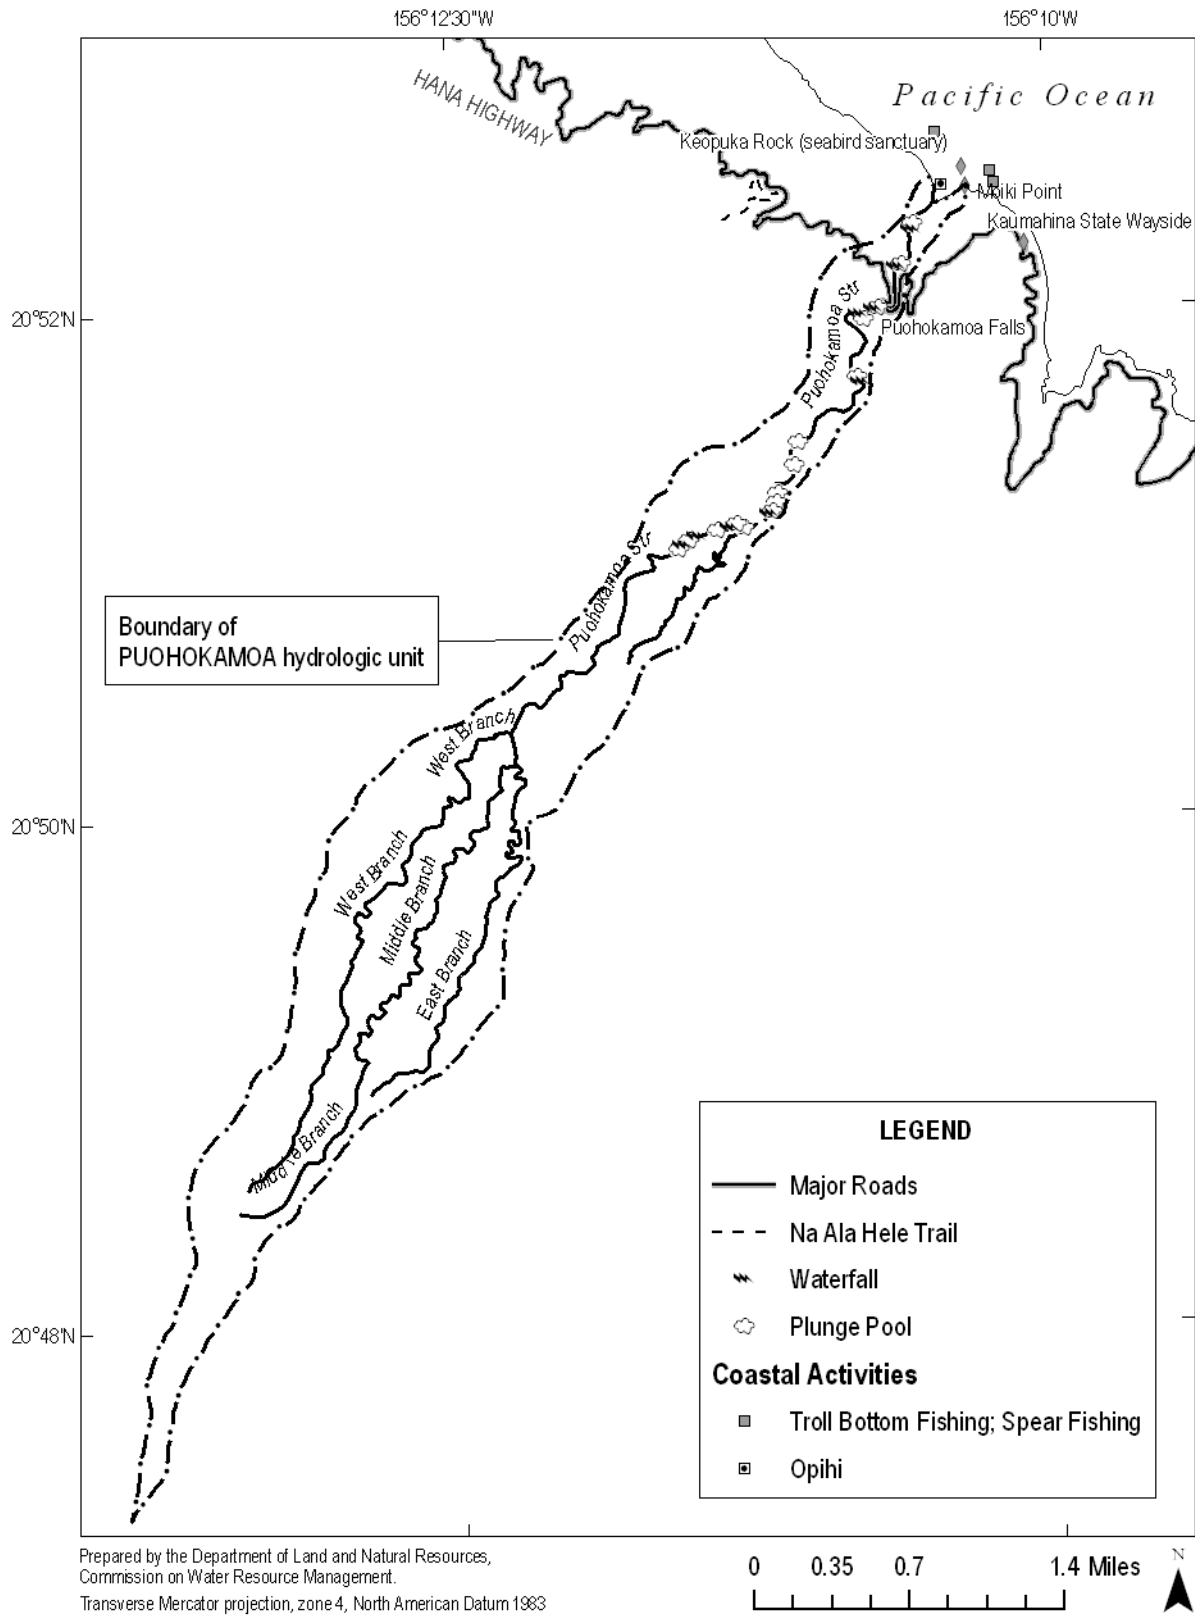 156°12'30"W
156°10'W
Pacific Ocean
HANA HIGHWAY
Keopuka Rock (seabird sanctuary)
Moiki Point
Kaumahina State Wayside
20°52'N
Puohokamoa Str
Puohokamoa Falls
Puohokamoa Str
Boundary of
PUOHOKAMOA hydrologic unit
West Branch
20°50'N
West Branch
Middle Branch
East Branch
Middle Branch
20°48'N
LEGEND
Major Roads
Na Ala Hele Trail
Waterfall
Plunge Pool
Coastal Activities
Troll Bottom Fishing; Spear Fishing
Opihi
Prepared by the Department of Land and Natural Resources,
Commission on Water Resource Management.
Transverse Mercator projection, zone 4, North American Datum 1983
0 0.35 0.7 1.4 Miles
N